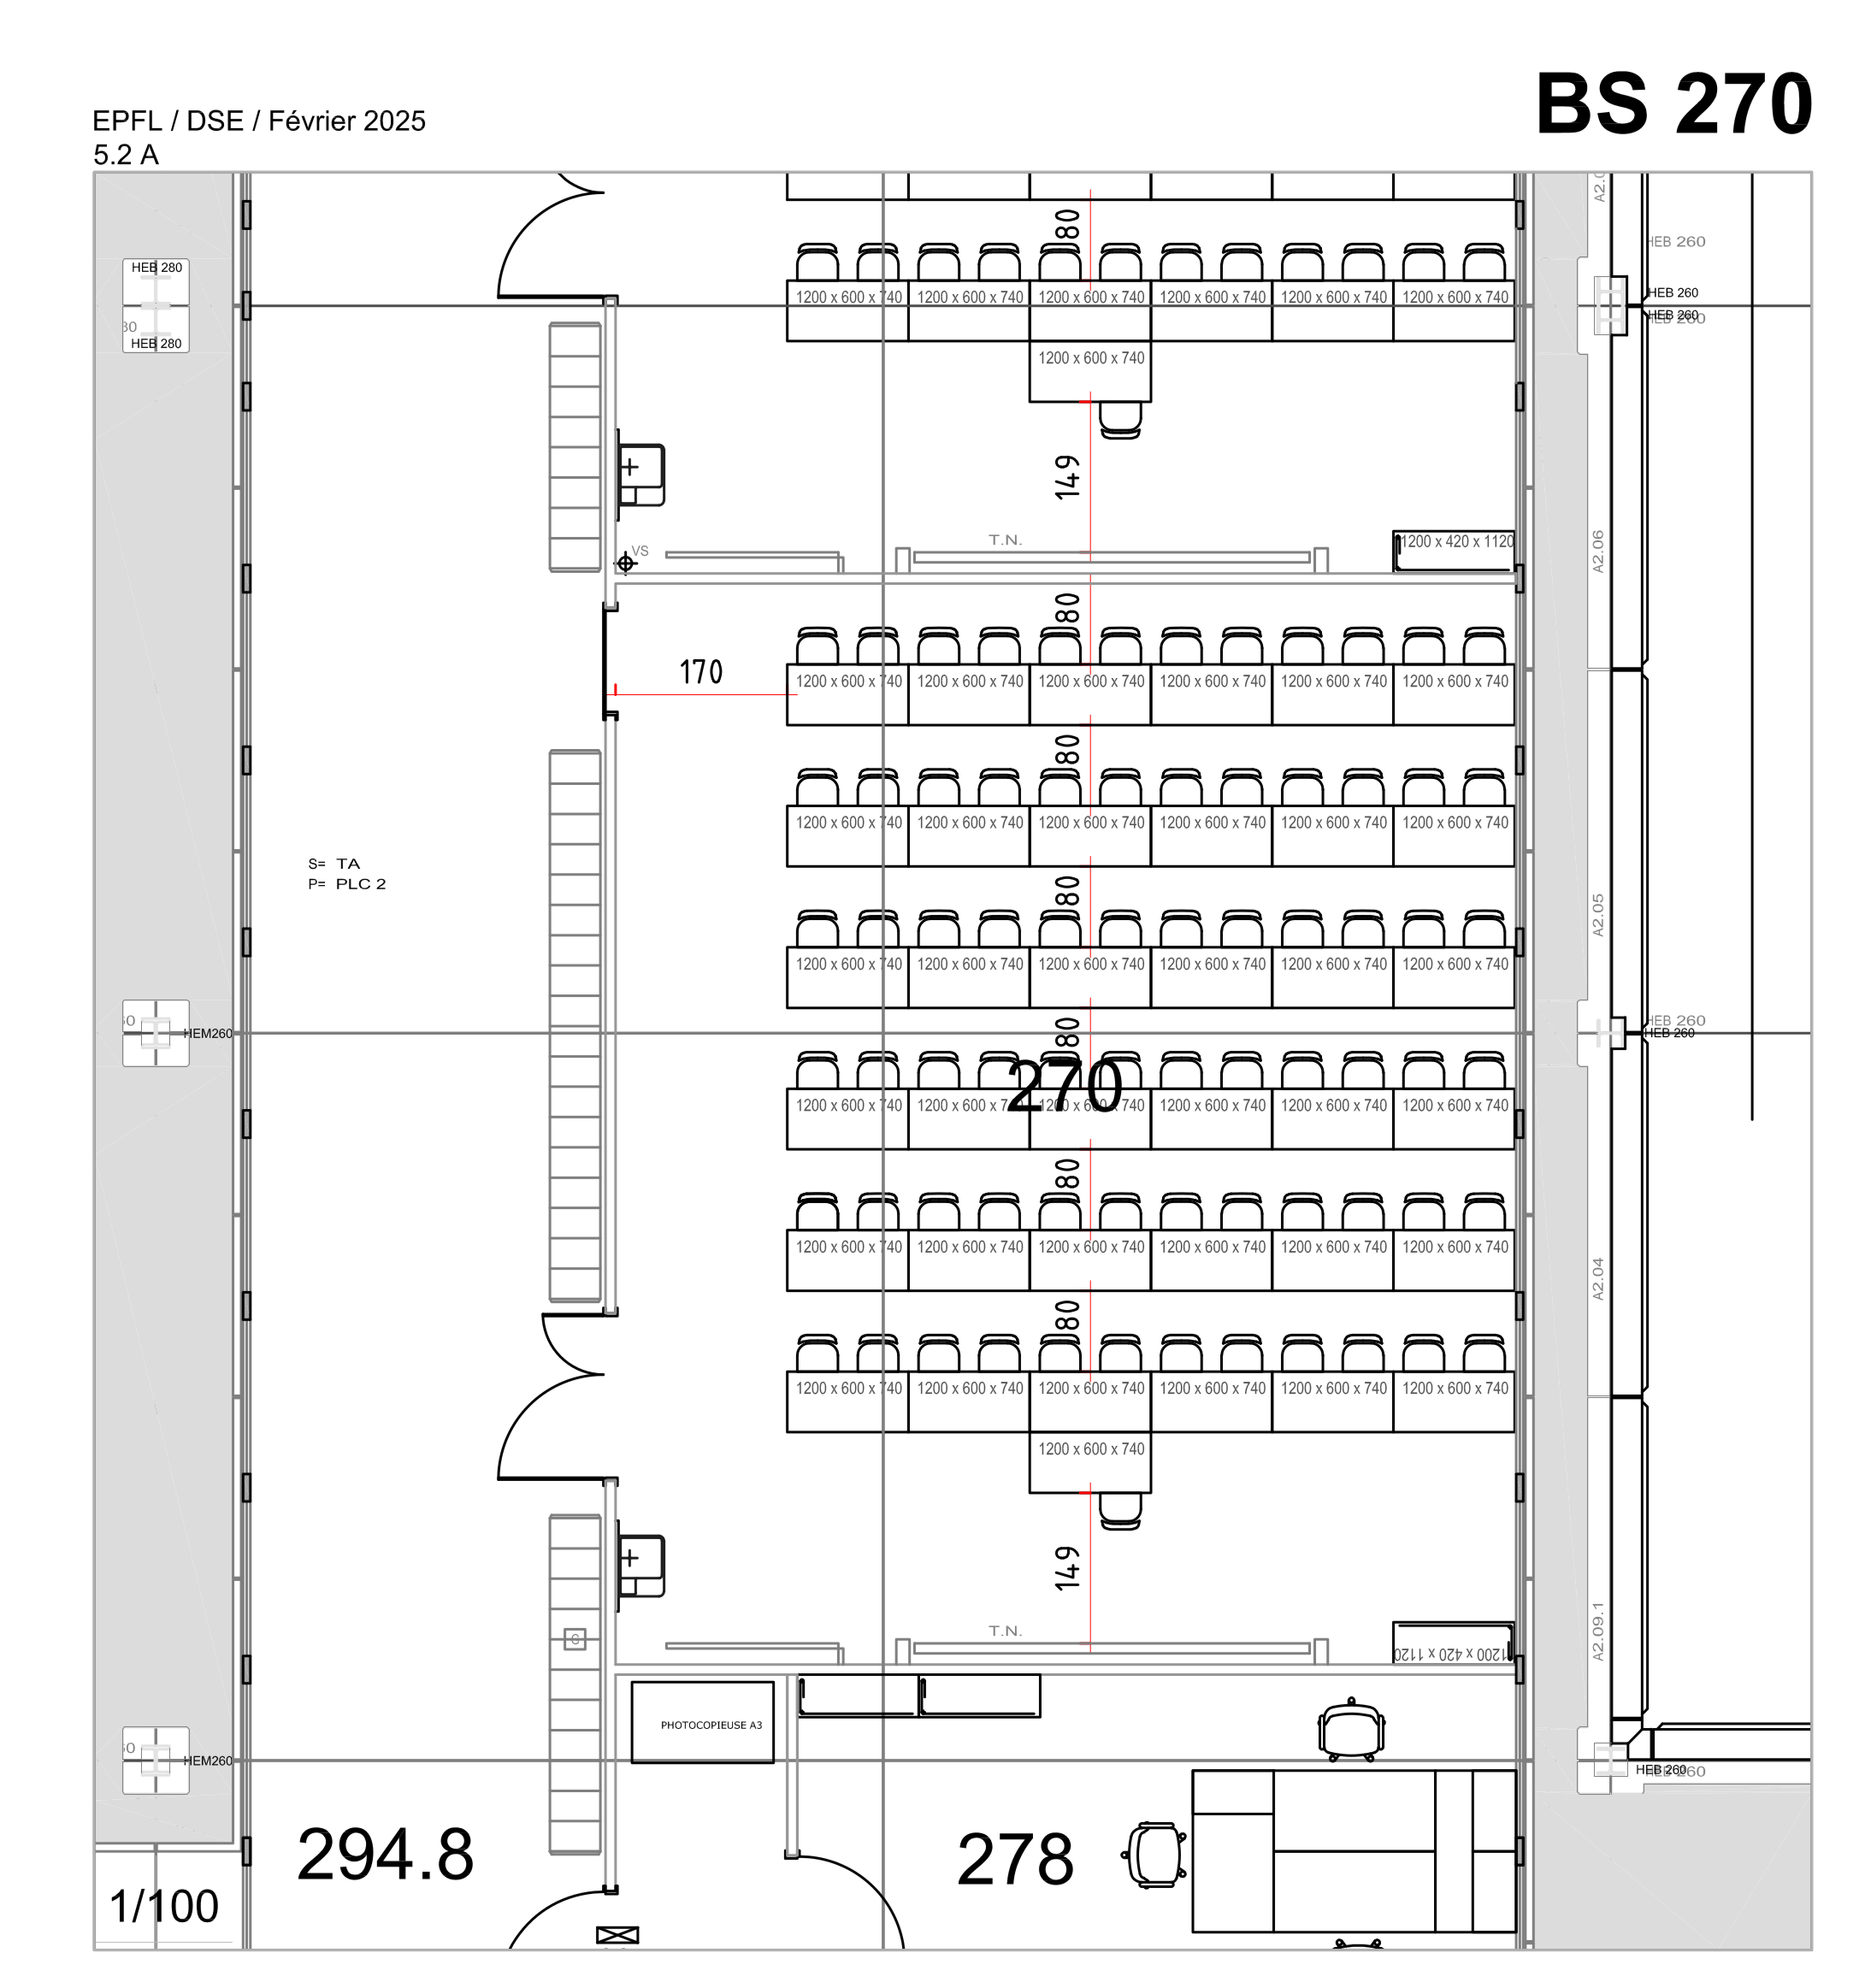 BS 270
EPFL / DSE / Février 2025
5.2 A
HEB 280
HEB 280
80
HEB 260
HEB 260
HEB 260
1200 x 600 x 740 1200 x 600 x 740 1200 x 600 x 740 1200 x 600 x 740 1200 x 600 x 740 1200 x 600 x 740
1200 x 600 x 740
149
VS
T.N.
1200 x 420 x 1120
A2.06
80
170
1200 x 600 x 740 1200 x 600 x 740 1200 x 600 x 740 1200 x 600 x 740 1200 x 600 x 740 1200 x 600 x 740
80
1200 x 600 x 740 1200 x 600 x 740 1200 x 600 x 740 1200 x 600 x 740 1200 x 600 x 740 1200 x 600 x 740
S= TA
P= PLC 2
80
A2.05
1200 x 600 x 740 1200 x 600 x 740 1200 x 600 x 740 1200 x 600 x 740 1200 x 600 x 740 1200 x 600 x 740
80
HEM260
HEB 260
HEB 260
270
1200 x 600 x 740 1200 x 600 x 740 1200 x 600 x 740 1200 x 600 x 740 1200 x 600 x 740 1200 x 600 x 740
80
1200 x 600 x 740 1200 x 600 x 740 1200 x 600 x 740 1200 x 600 x 740 1200 x 600 x 740 1200 x 600 x 740
A2.04
80
1200 x 600 x 740 1200 x 600 x 740 1200 x 600 x 740 1200 x 600 x 740 1200 x 600 x 740 1200 x 600 x 740
1200 x 600 x 740
149
T.N.
1200 x 420 x 1120
A2.09.1
PHOTOCOPIEUSE A3
HEM260
HEB 260
294.8
278
1/100